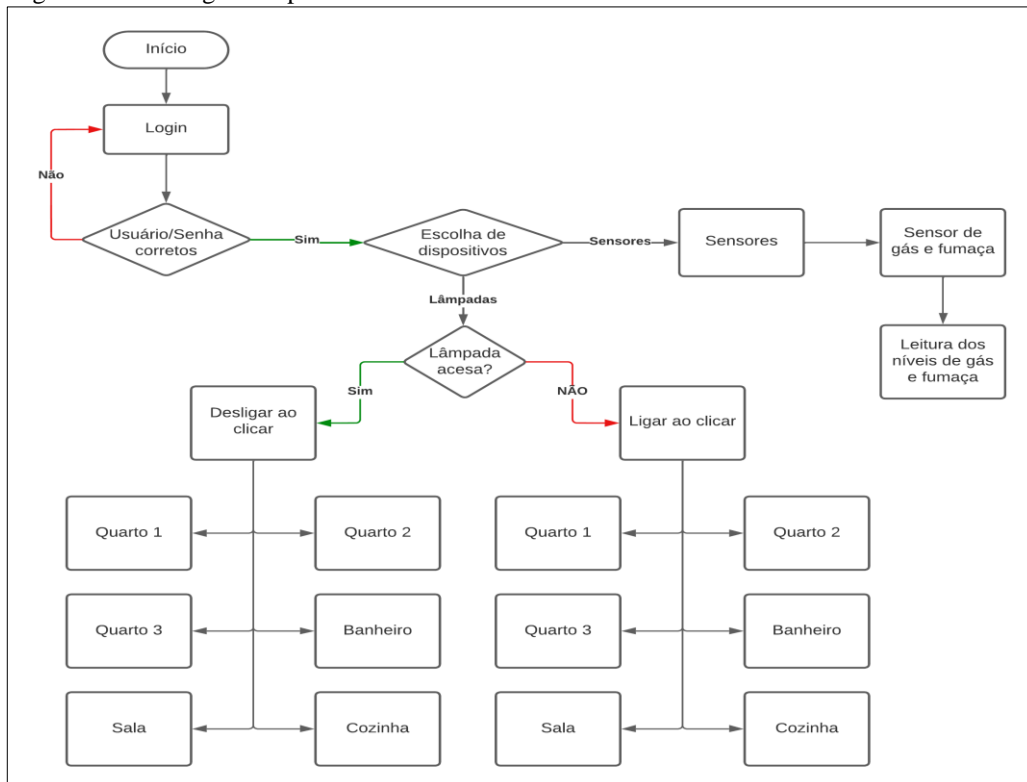 Início
Login
Não
Usuário/Senha
corretos
Sim
Escolha de
dispositivos
Sensores
Sensores
Sensor de
gás e fumaça
Lâmpadas
Leitura dos
níveis de gás
e fumaça
Lâmpada
acesa?
Sim
NÃO
Desligar ao
clicar
Ligar ao clicar
Quarto 1
Quarto 2
Quarto 1
Quarto 2
Quarto 3
Banheiro
Quarto 3
Banheiro
Sala
Cozinha
Sala
Cozinha